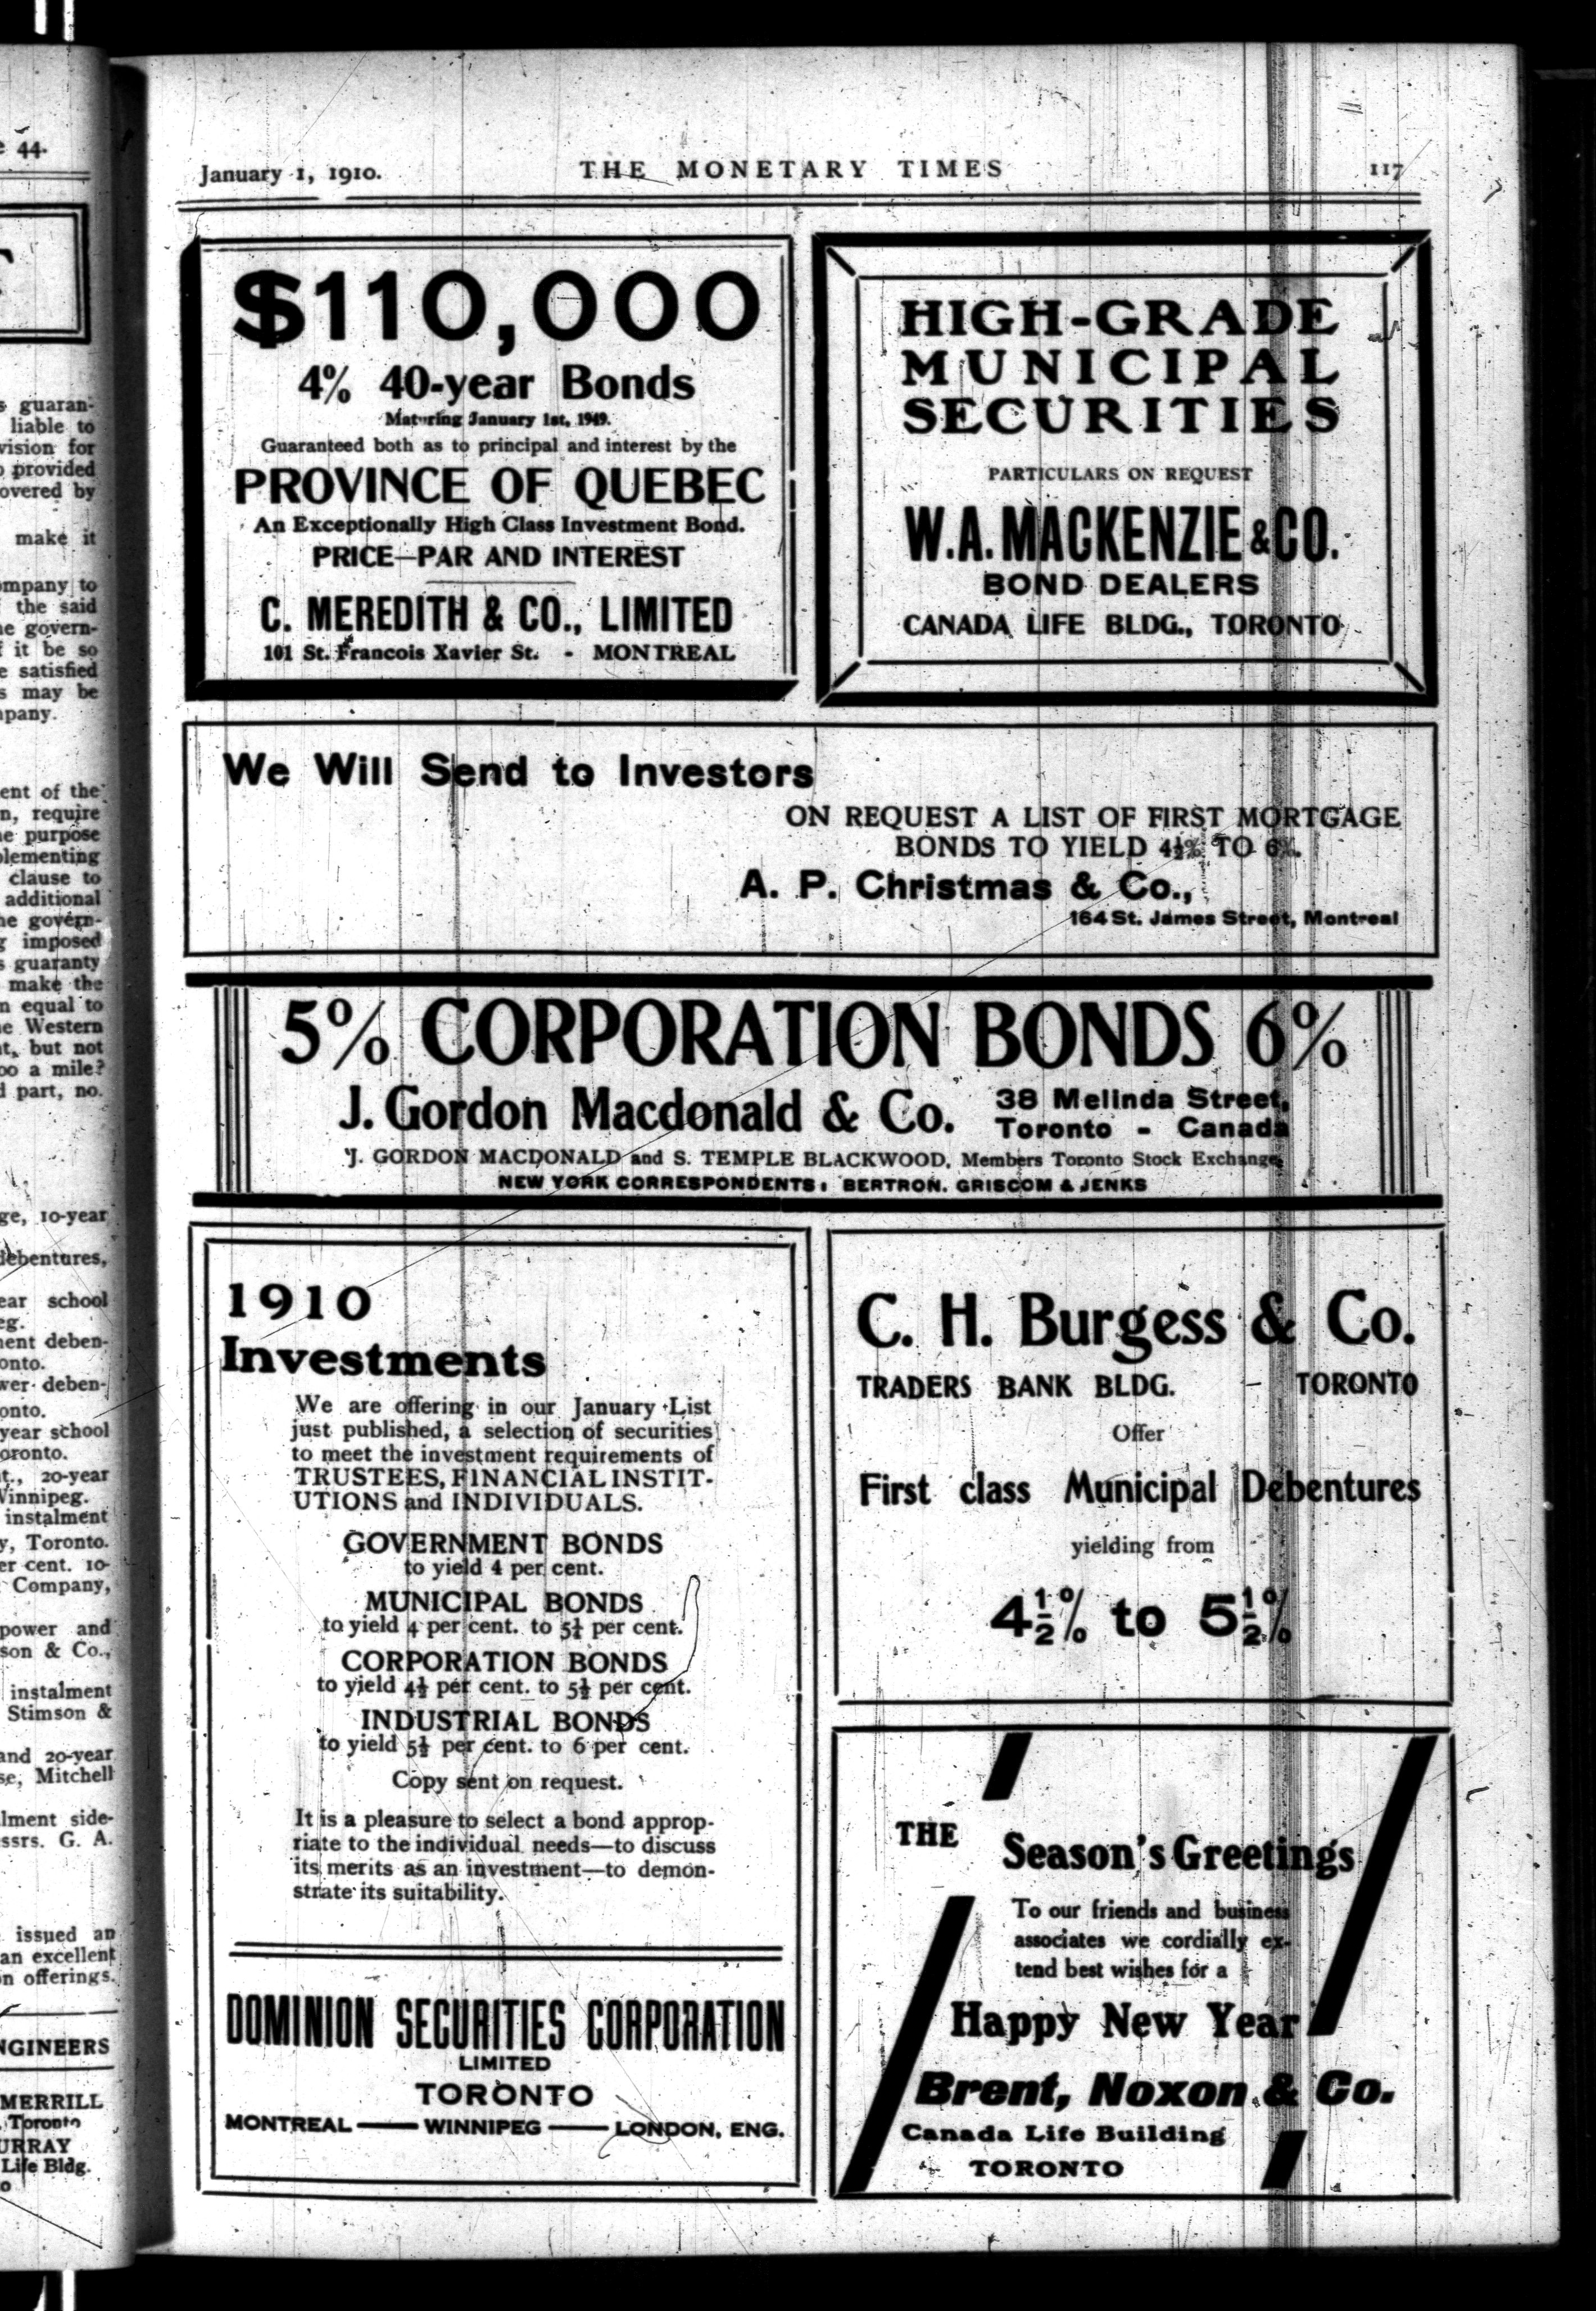 January 1, 1910.
THE MONETARY TIMES
117
$110,000
4% 40-year Bonds
Maturing January 1st, 1949.
Guaranteed both as to principal and interest by the
PROVINCE OF QUEBEC
An Exceptionally High Class Investment Bond.
PRICE—PAR AND INTEREST
C. MEREDITH & CO., LIMITED
101 St. Francois Xavier St. - MONTREAL
HIGH-GRADE
MUNICIPAL
SECURITIES
PARTICULARS ON REQUEST
W. A. MACKENZIE & CO.
BOND DEALERS
CANADA LIFE BLDG., TORONTO
We Will Send to Investors
ON REQUEST A LIST OF FIRST MORTGAGE
BONDS TO YIELD 4½% TO 6%.
A. P. Christmas & Co.,
164 St. James Street, Montreal
5% CORPORATION BONDS 6%
J. Gordon Macdonald & Co.
38 Melinda Street,
Toronto - Canada
J. GORDON MACDONALD and S. TEMPLE BLACKWOOD, Members Toronto Stock Exchange.
NEW YORK CORRESPONDENTS: BERTRON, GRISCOM & JENKS
1910
Investments
We are offering in our January List
just published, a selection of securities
to meet the investment requirements of
TRUSTEES, FINANCIAL INSTIT-
UTIONS and INDIVIDUALS.
GOVERNMENT BONDS
to yield 4 per cent.
MUNICIPAL BONDS
to yield 4 per cent. to 5¼ per cent.
CORPORATION BONDS
to yield 4½ per cent. to 5½ per cent.
INDUSTRIAL BONDS
to yield 5½ per cent. to 6 per cent.
Copy sent on request.
It is a pleasure to select a bond approp-
riate to the individual needs—to discuss
its merits as an investment—to demon-
strate its suitability.
DOMINION SECURITIES CORPORATION
LIMITED
TORONTO
MONTREAL — WINNIPEG — LONDON, ENG.
C. H. Burgess & Co.
TRADERS BANK BLDG. - TORONTO
Offer
First class Municipal Debentures
yielding from
4½% to 5½%
THE
Season's Greetings
To our friends and business
associates we cordially ex-
tend best wishes for a
Happy New Year
Brent, Noxon & Co.
Canada Life Building
TORONTO